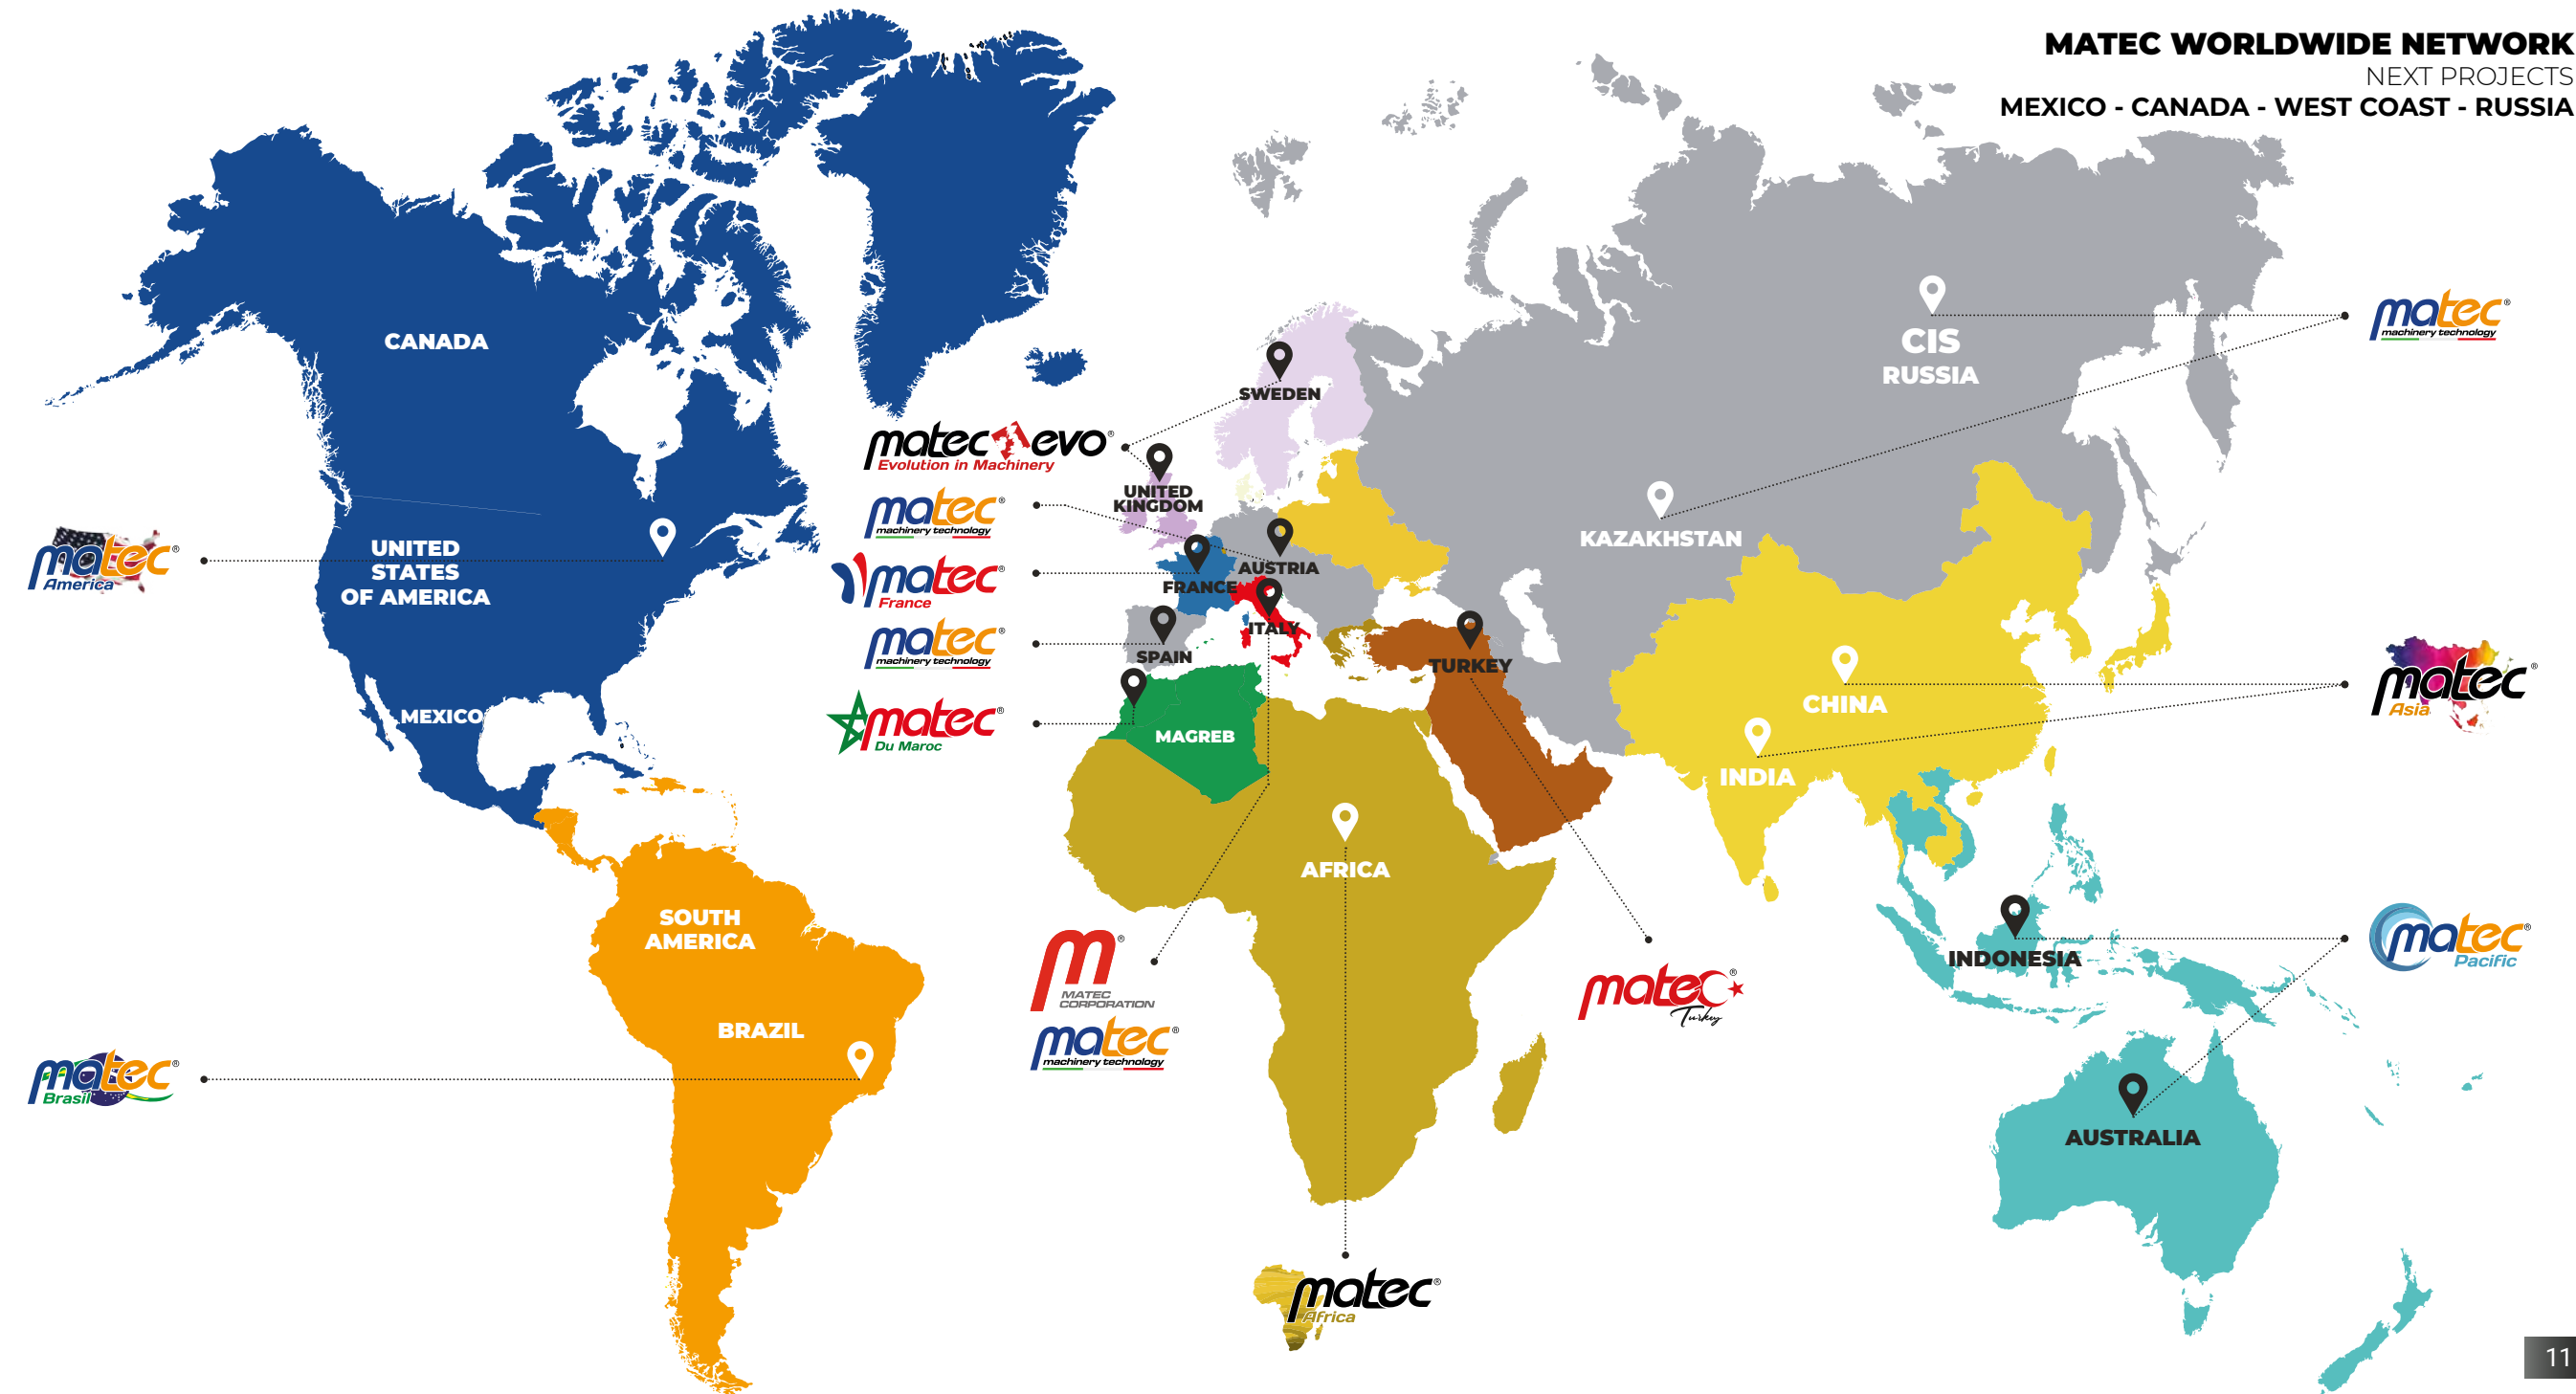 MATEC WORLDWIDE NETWORK
NEXT PROJECTS
MEXICO - CANADA - WEST COAST - RUSSIA
CANADA
UNITED
STATES
OF AMERICA
MEXICO
matec®
America
SOUTH
AMERICA
BRAZIL
matec®
Brasil
SWEDEN
matec evo®
Evolution in Machinery
UNITED
KINGDOM
matec®
machinery technology
AUSTRIA
matec®
France
FRANCE
ITALY
matec®
machinery technology
SPAIN
matec®
Du Maroc
MAGREB
TURKEY
AFRICA
m®
MATEC
CORPORATION
matec®
machinery technology
matec®
Turkey
matec®
Africa
CIS
RUSSIA
KAZAKHSTAN
matec®
machinery technology
CHINA
INDIA
matec®
Asia
INDONESIA
matec®
Pacific
AUSTRALIA
11